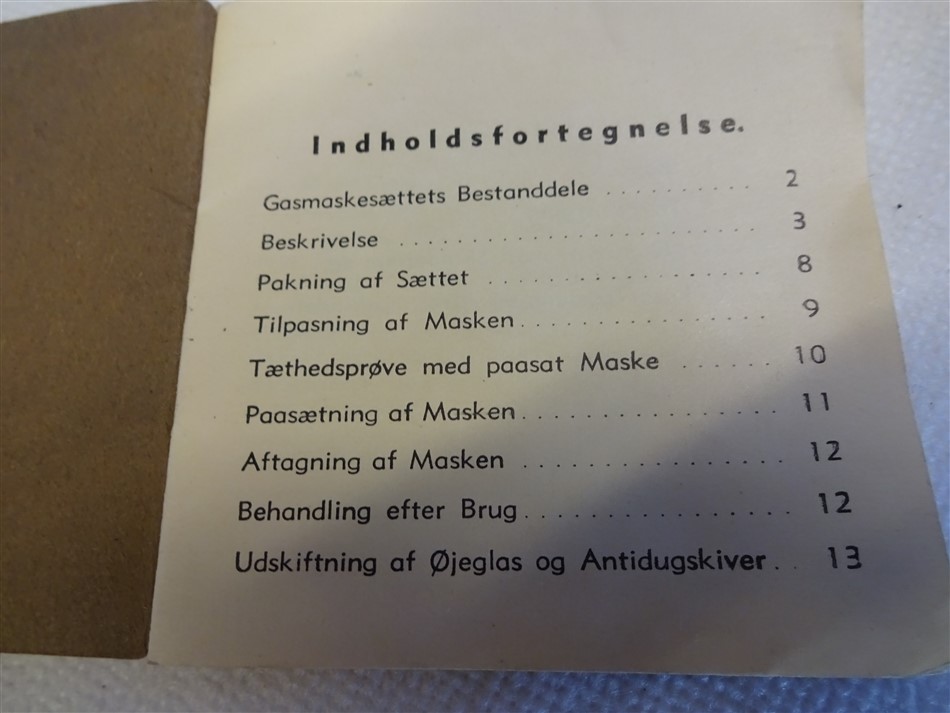 Indholdsfortegnelse.
Gasmaskesættets Bestanddele . . . . . . . . . . 2
Beskrivelse . . . . . . . . . . . . . . . . . . . . . . . . 3
Pakning af Sættet . . . . . . . . . . . . . . . . . . . 8
Tilpasning af Masken . . . . . . . . . . . . . . . . . 9
Tæthedsprøve med paasat Maske . . . . . . 10
Paasætning af Masken . . . . . . . . . . . . . . . . . 11
Aftagning af Masken . . . . . . . . . . . . . . . . 12
Behandling efter Brug . . . . . . . . . . . . . . . . 12
Udskiftning af Øjeglas og Antidugskiver . . 13